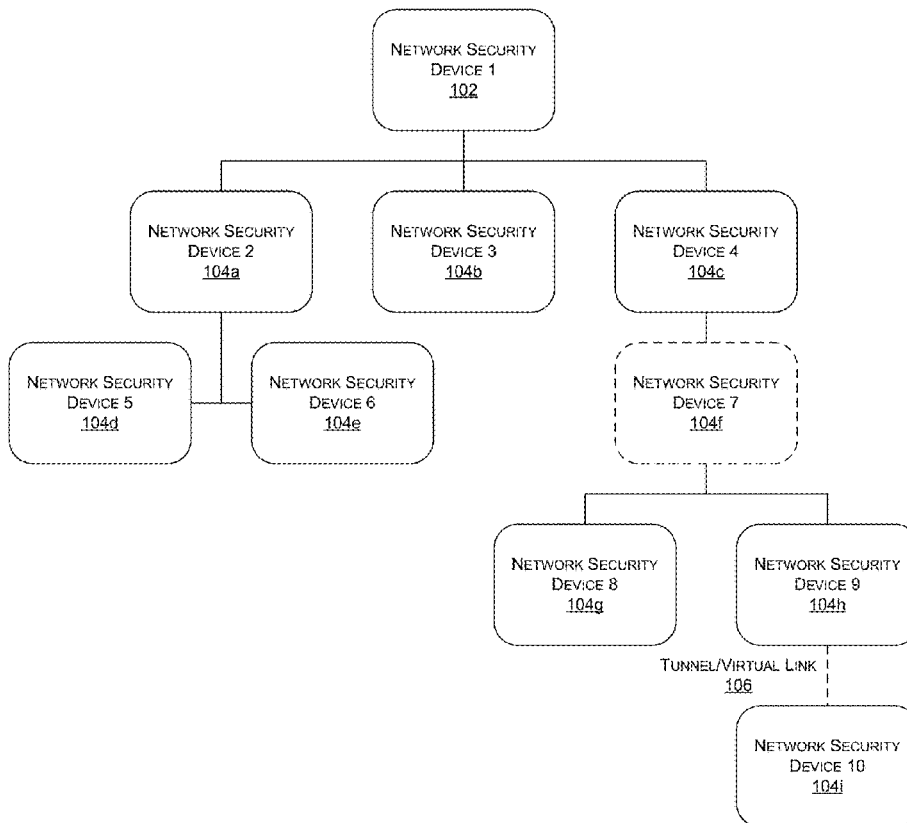 NETWORK SECURITY
DEVICE 1
102
NETWORK SECURITY
DEVICE 2
104a
NETWORK SECURITY
DEVICE 3
104b
NETWORK SECURITY
DEVICE 4
104c
NETWORK SECURITY
DEVICE 5
104d
NETWORK SECURITY
DEVICE 6
104e
NETWORK SECURITY
DEVICE 7
104f
NETWORK SECURITY
DEVICE 8
104g
NETWORK SECURITY
DEVICE 9
104h
TUNNEL/VIRTUAL LINK
106
NETWORK SECURITY
DEVICE 10
104i